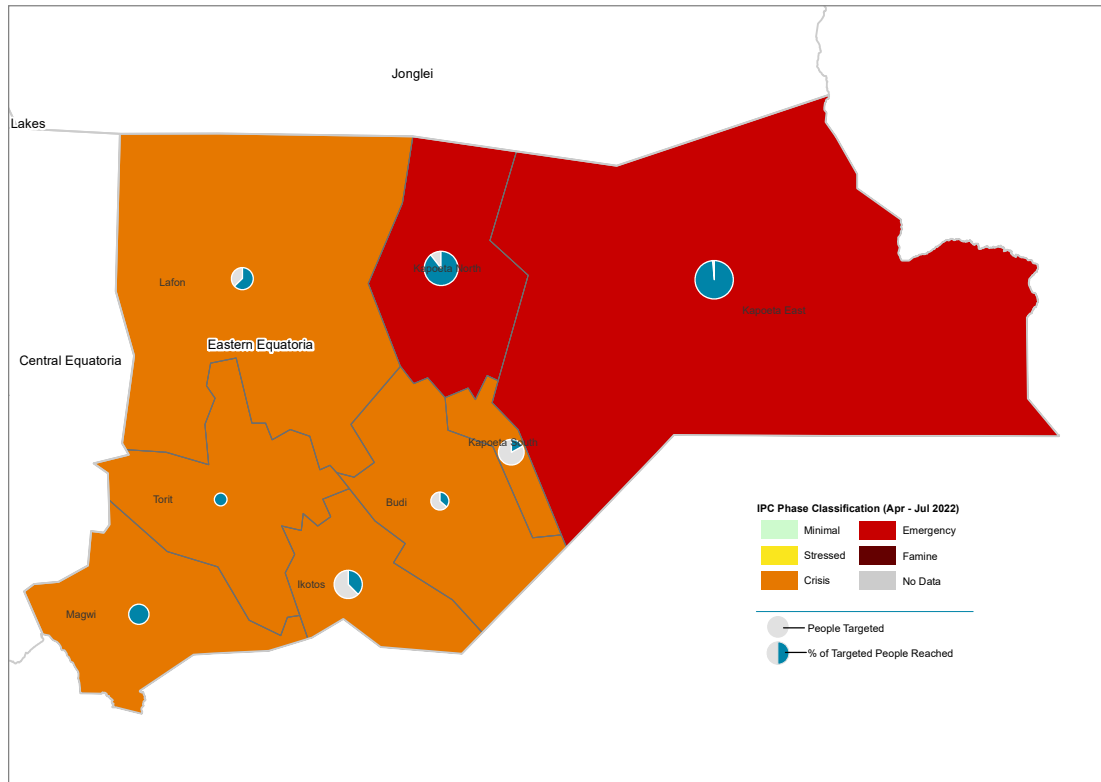 Jonglei
Lakes
Kapoeta North
Lafon
Kapoeta East
Eastern Equatoria
Central Equatoria
Kapoeta South
Torit
Budi
IPC Phase Classification (Apr - Jul 2022)
Minimal
Emergency
Stressed
Famine
Crisis
No Data
Ikotos
Magwi
People Targeted
% of Targeted People Reached